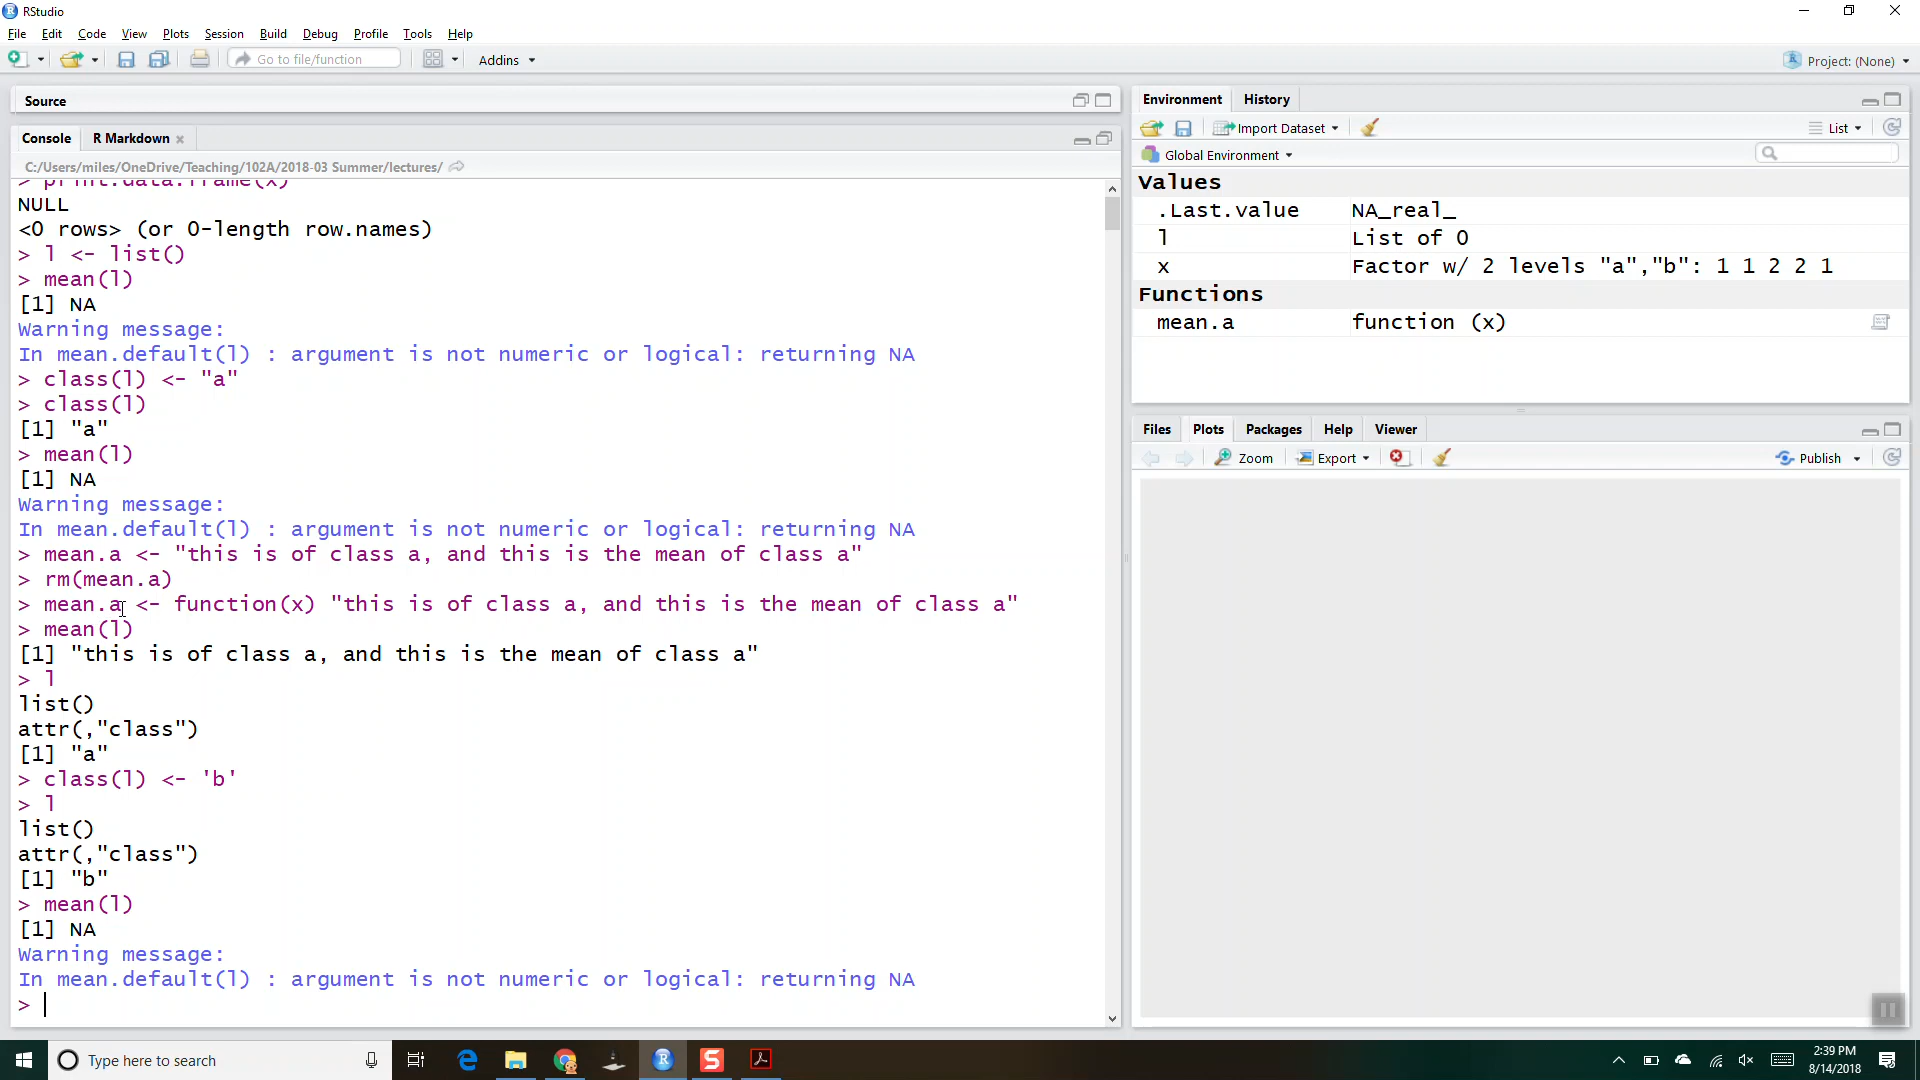 RStudio
File Edit Code View Plots Session Build Debug Profile Tools Help
Go to file/function Addins Project: (None)
Source
Console R Markdown
C:/Users/miles/OneDrive/Teaching/102A/2018-03 Summer/lectures/
> print.data.frame(x)
NULL
<0 rows> (or 0-length row.names)
> l <- list()
> mean(l)
[1] NA
Warning message:
In mean.default(l) : argument is not numeric or logical: returning NA
> class(l) <- "a"
> class(l)
[1] "a"
> mean(l)
[1] NA
Warning message:
In mean.default(l) : argument is not numeric or logical: returning NA
> mean.a <- "this is of class a, and this is the mean of class a"
> rm(mean.a)
> mean.a <- function(x) "this is of class a, and this is the mean of class a"
> mean(l)
[1] "this is of class a, and this is the mean of class a"
> l
list()
attr(,"class")
[1] "a"
> class(l) <- 'b'
> l
list()
attr(,"class")
[1] "b"
> mean(l)
[1] NA
Warning message:
In mean.default(l) : argument is not numeric or logical: returning NA
>
Environment History
Import Dataset List
Global Environment
Values
.Last.value NA_real_
l List of 0
x Factor w/ 2 levels "a","b": 1 1 2 2 1
Functions
mean.a function (x)
Files Plots Packages Help Viewer
Zoom Export Publish
Type here to search
2:39 PM
8/14/2018